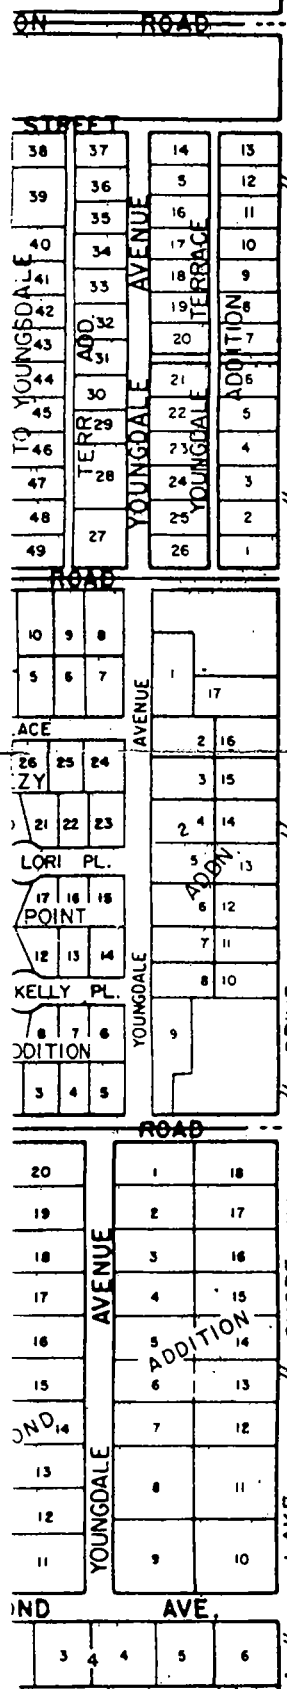 ON ROAD
STREET
38 37 14 13
39 36 5 12
35 16 11
40 34 17 10
41 33 18 9
42 32 19 8
43 31 20 7
44 30 21 6
45 29 22 5
46 28 23 4
47 24 3
48 27 25 2
49 26 1
TO YOUNGSDALE
TERR. ADD.
YOUNGDALE AVENUE
YOUNGDALE TERRACE
ADDITION
ROAD
10 9 8
5 6 7
1 17
ACE
26 25 24
ZY
21 22 23
LORI PL.
17 16 15
POINT
12 13 14
KELLY PL.
8 7 6
DDITION
3 4 5
YOUNGDALE AVENUE
2 16
3 15
2 4 14
5 13
ADDN.
6 12
7 11
8 10
9
ROAD
20 1 18
19 2 17
18 3 16
17 4 15
16 5 14
15 6 13
14 7 12
13 8 11
12
11 9 10
OND
YOUNGDALE AVENUE
ADDITION
OND AVE.
3 4 4 5 6